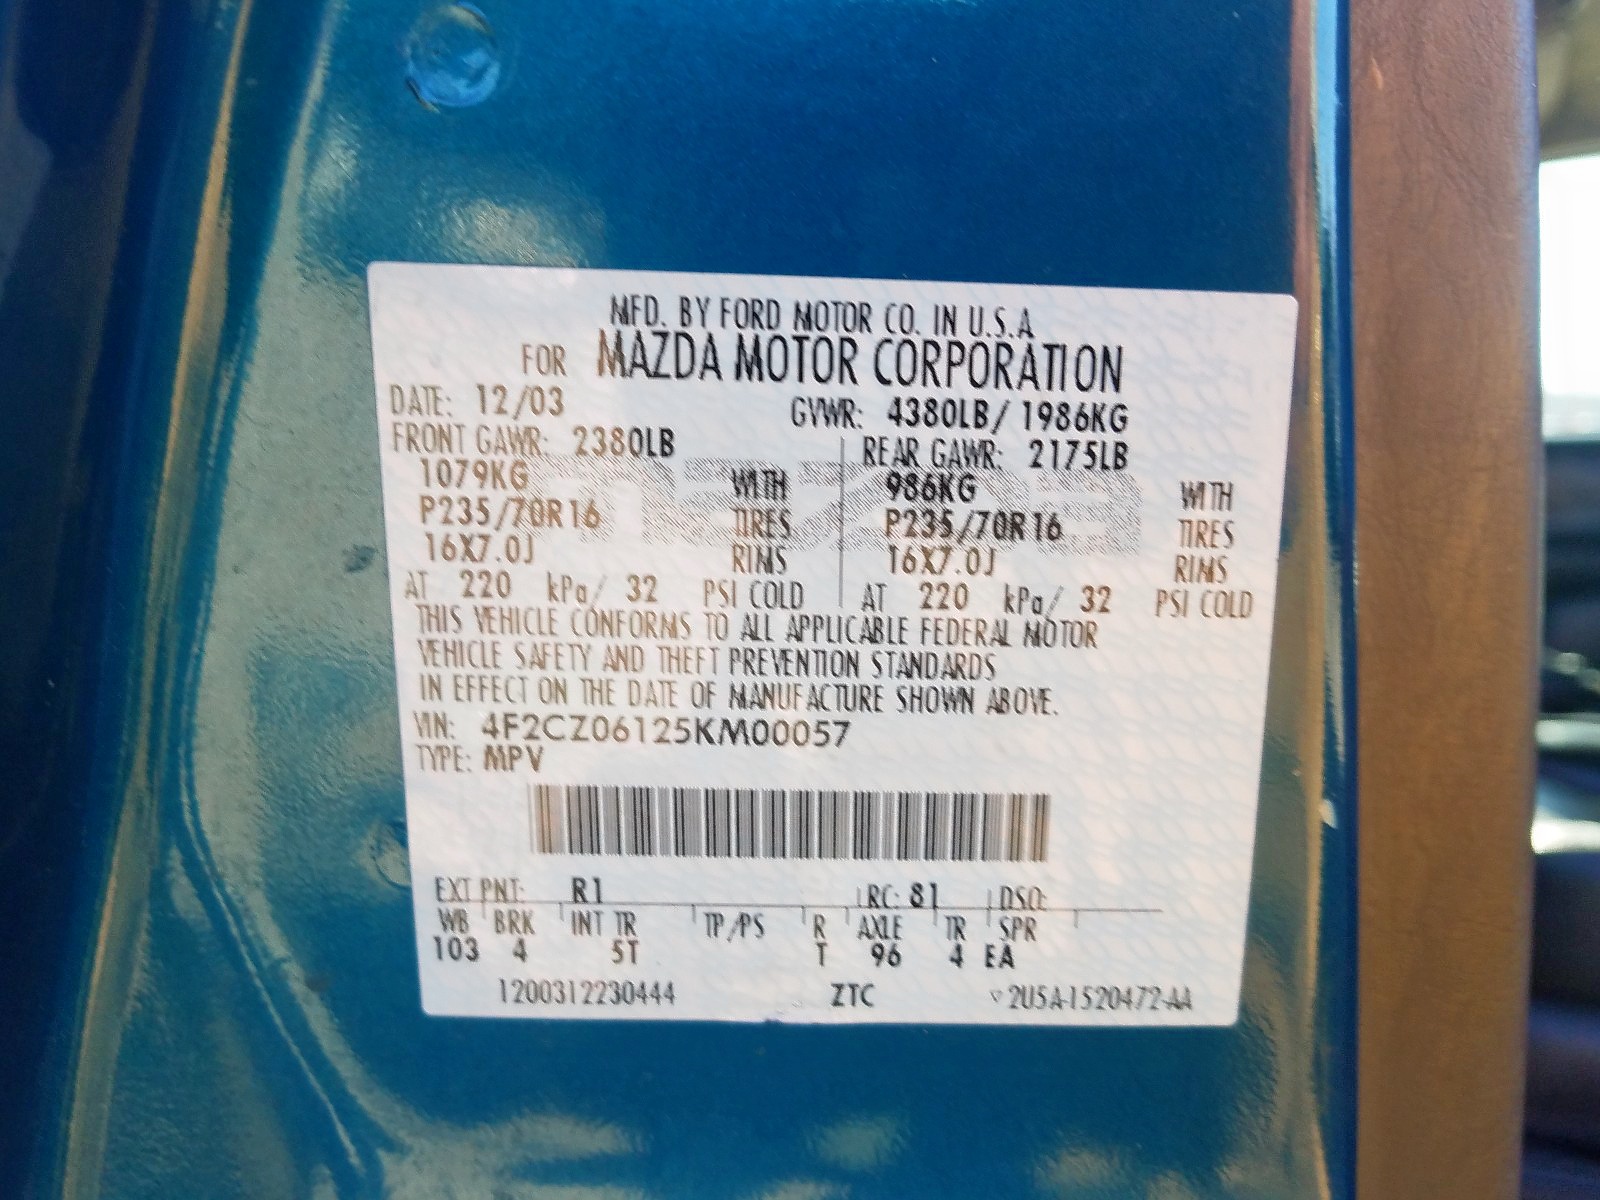 MFD. BY FORD MOTOR CO. IN U.S.A
FOR MAZDA MOTOR CORPORATION
DATE: 12/03 GVWR: 4380LB/ 1986KG
FRONT GAWR: 2380LB REAR GAWR: 2175LB
1079KG WITH 986KG WITH
P235/70R16 TIRES P235/70R16 TIRES
16X7.0J RIMS 16X7.0J RIMS
AT 220 kPa/ 32 PSI COLD AT 220 kPa/ 32 PSI COLD
THIS VEHICLE CONFORMS TO ALL APPLICABLE FEDERAL MOTOR
VEHICLE SAFETY AND THEFT PREVENTION STANDARDS
IN EFFECT ON THE DATE OF MANUFACTURE SHOWN ABOVE.
VIN: 4F2CZ06125KM00057
TYPE: MPV
EXT PNT: R1 RC: 81 DSO:
WB BRK INT TR TP/PS R AXLE TR SPR
103 4 5T T 96 4 EA
1200312230444 ZTC 2U5A-1520472-AA